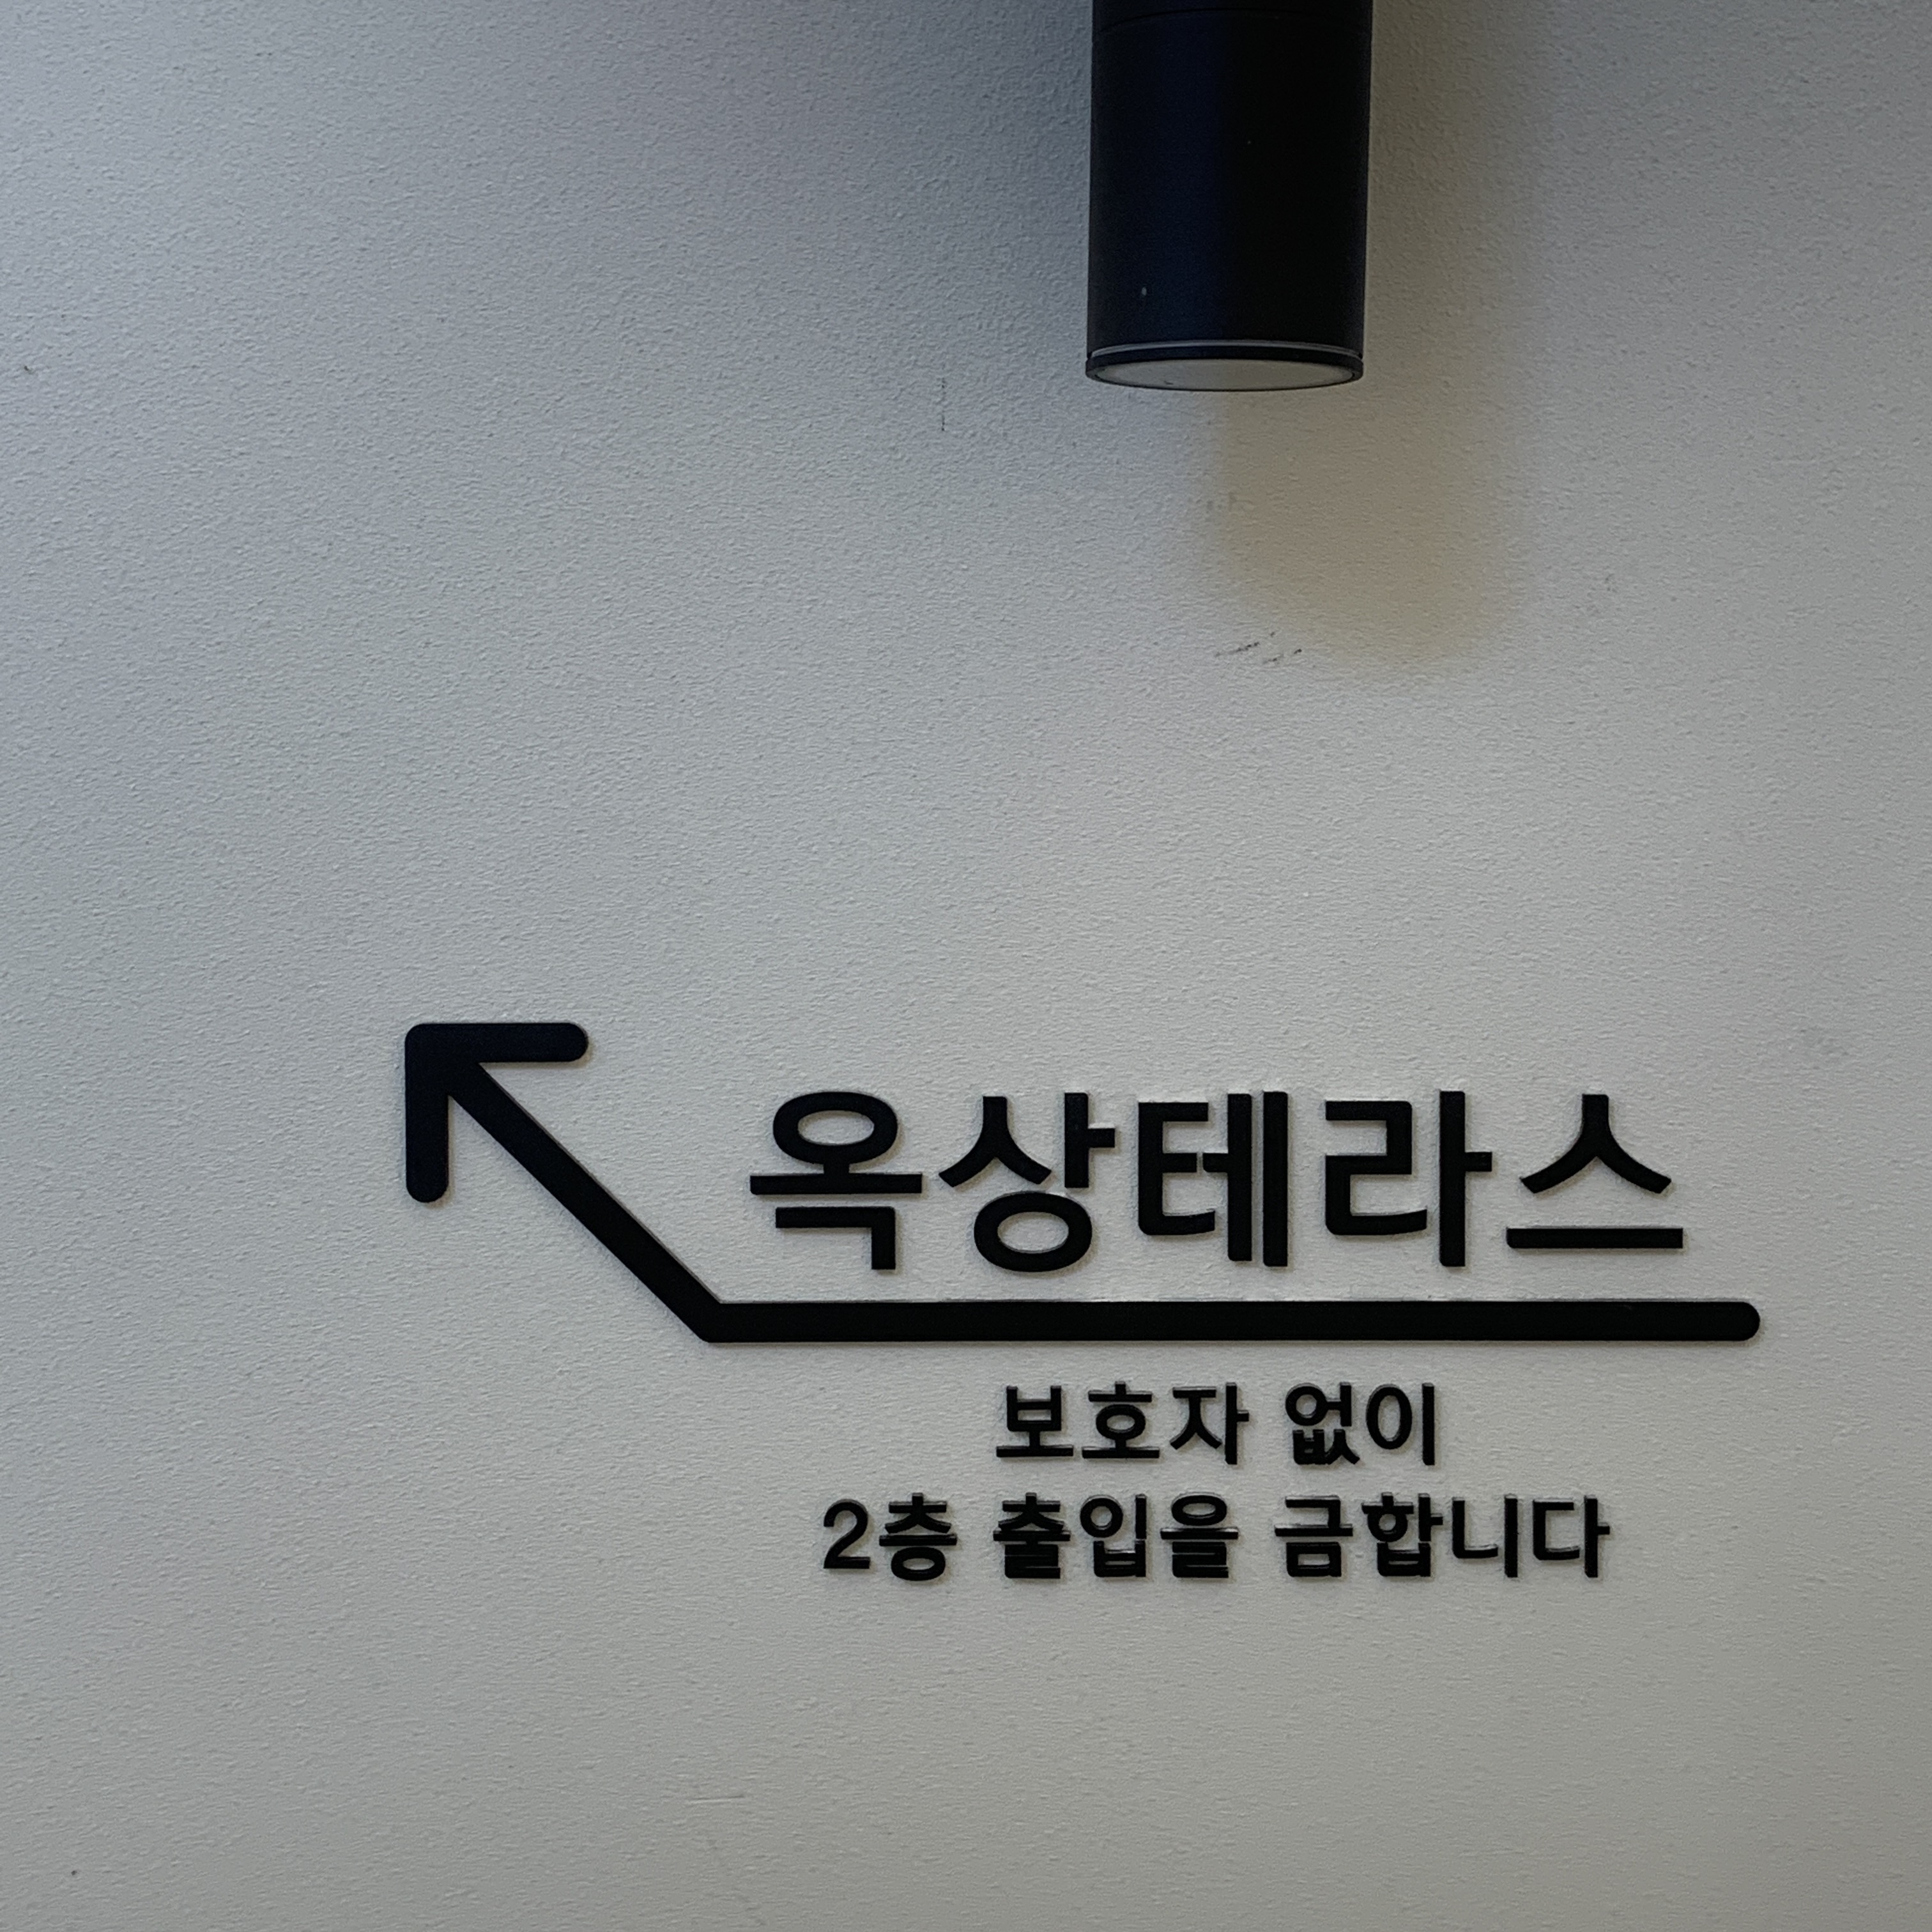 옥상테라스
보호자 없이
2층 출입을 금합니다